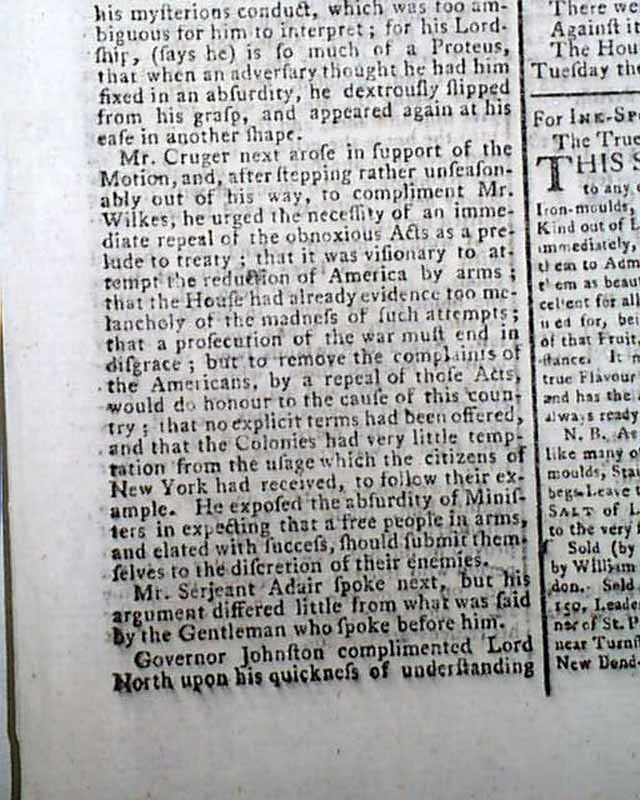 his myſterious conduct, which was too am-
biguous for him to interpret; for his Lord-
ſhip, (ſays he) is ſo much of a Proteus,
that when an adverſary thought he had him
fixed in an abſurdity, he dextrouſly ſlipped
from his graſp, and appeared again at his
eaſe in another ſhape.
Mr. Cruger next aroſe in ſupport of the
Motion, and, after ſtepping rather unſeaſon-
ably out of his way, to compliment Mr.
Wilkes, he urged the neceſſity of an imme-
diate repeal of the obnoxious Acts as a pre-
lude to treaty; that it was viſionary to at-
tempt the reduction of America by arms;
that the Houſe had already evidence too me-
lancholy of the madneſs of ſuch attempts;
that a proſecution of the war muſt end in
diſgrace; but to remove the complaints of
the Americans, by a repeal of thoſe Acts,
would do honour to the cauſe of this coun-
try; that no explicit terms had been offered,
and that the Colonies had very little temp-
tation from the uſage which the citizens of
New York had received, to follow their ex-
ample. He expoſed the abſurdity of Miniſ-
ters in expecting that a free people in arms,
and elated with ſucceſs, ſhould ſubmit them-
ſelves to the diſcretion of their enemies.
Mr. Serjeant Adair ſpoke next, but his
argument differed little from what was ſaid
by the Gentleman who ſpoke before him.
Governor Johnſton complimented Lord
North upon his quickneſs of underſtanding
There we
Againſt it
The Hou
Tueſday the
For INK-SPO
The True
THIS S
to any
Iron-moulds,
Kind out of L
immediately,
them to Adm
them as beau
cellent for all
uſed for, bei
of that Fruit,
ſtance. It m
true Flavour
and has the
always ready
N. B. As
like many o
moulds, Stai
begs Leave
SALT of L
to the very
Sold (by
by William
don. Sold
150, Leade
ner of St. P
near Turnſ
New Bond-